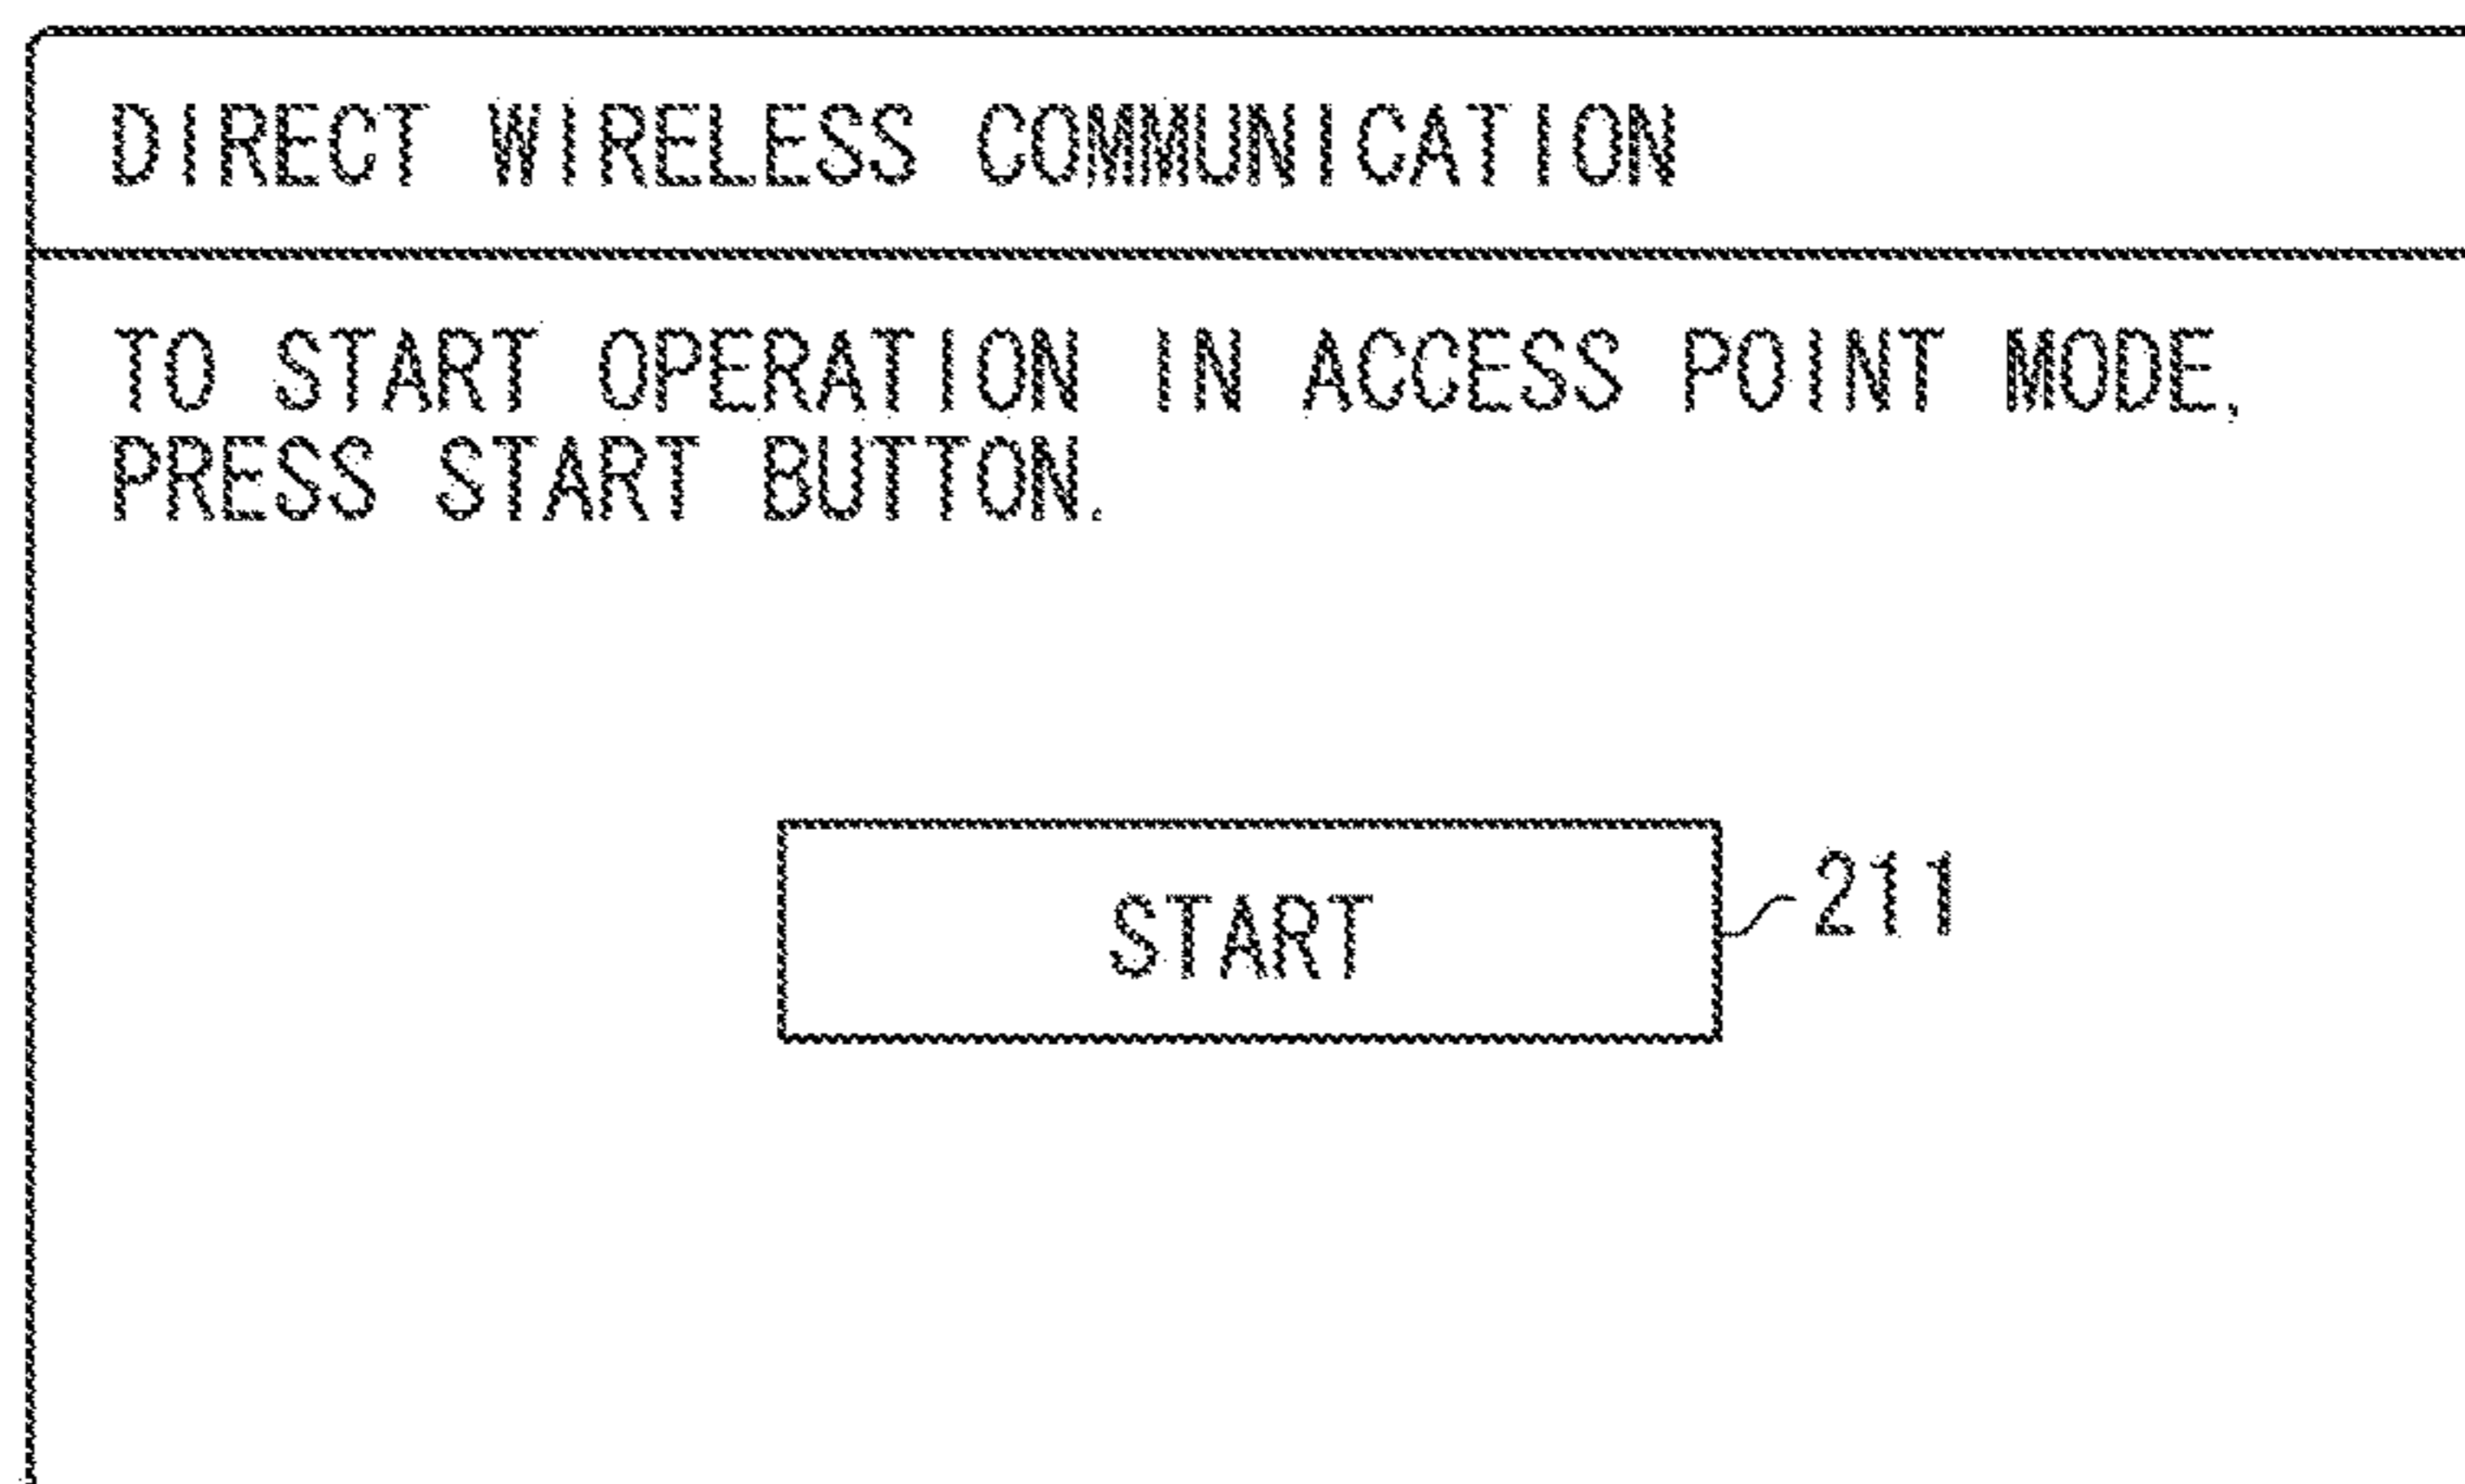 DIRECT WIRELESS COMMUNICATION
TO START OPERATION IN ACCESS POINT MODE,
PRESS START BUTTON.
START
211